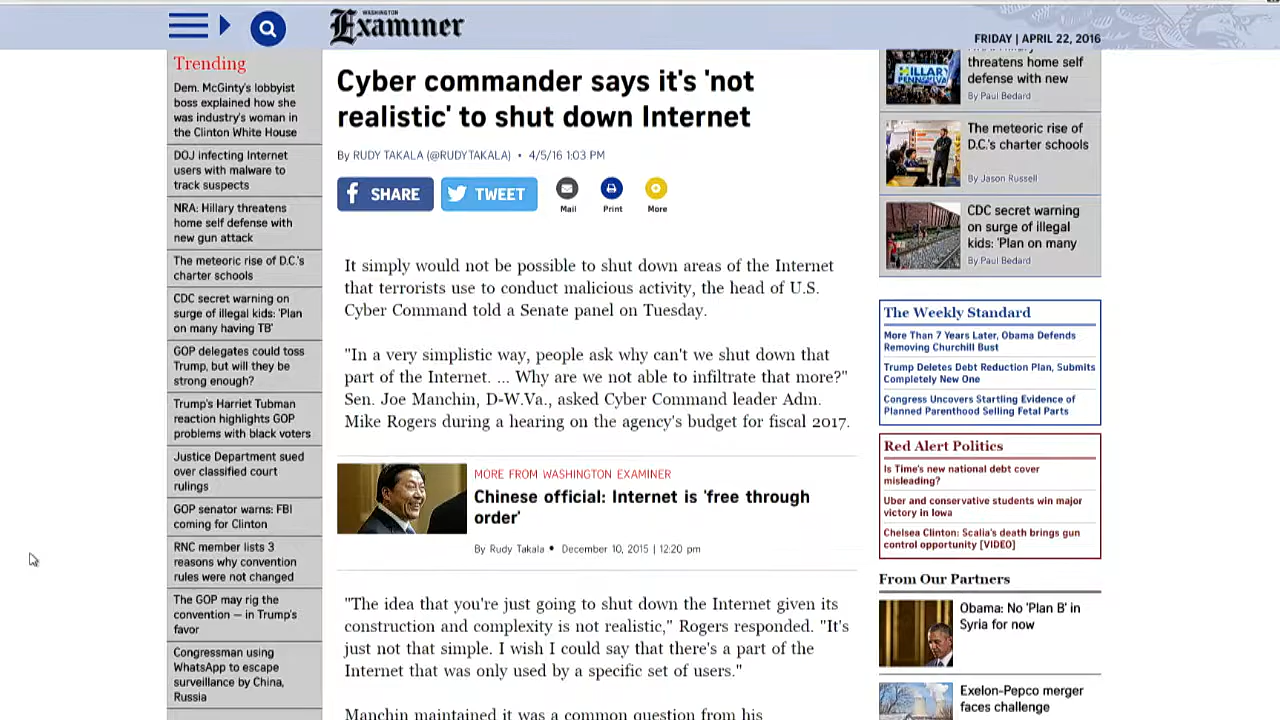 WASHINGTON
Examiner
FRIDAY | APRIL 22, 2016
Trending
Dem. McGinty's lobbyist
boss explained how she
was industry's woman in
the Clinton White House
DOJ infecting Internet
users with malware to
track suspects
NRA: Hillary threatens
home self defense with
new gun attack
The meteoric rise of D.C.'s
charter schools
CDC secret warning on
surge of illegal kids: 'Plan
on many having TB'
GOP delegates could toss
Trump, but will they be
strong enough?
Trump's Harriet Tubman
reaction highlights GOP
problems with black voters
Justice Department sued
over classified court
rulings
GOP senator warns: FBI
coming for Clinton
RNC member lists 3
reasons why convention
rules were not changed
The GOP may rig the
convention — in Trump's
favor
Congressman using
WhatsApp to escape
surveillance by China,
Russia
Cyber commander says it's 'not
realistic' to shut down Internet
By RUDY TAKALA (@RUDYTAKALA) • 4/5/16 1:03 PM
SHARE
TWEET
Mail
Print
More
It simply would not be possible to shut down areas of the Internet
that terrorists use to conduct malicious activity, the head of U.S.
Cyber Command told a Senate panel on Tuesday.
"In a very simplistic way, people ask why can't we shut down that
part of the Internet. ... Why are we not able to infiltrate that more?"
Sen. Joe Manchin, D-W.Va., asked Cyber Command leader Adm.
Mike Rogers during a hearing on the agency's budget for fiscal 2017.
MORE FROM WASHINGTON EXAMINER
Chinese official: Internet is 'free through
order'
By Rudy Takala • December 10, 2015 | 12:20 pm
"The idea that you're just going to shut down the Internet given its
construction and complexity is not realistic," Rogers responded. "It's
just not that simple. I wish I could say that there's a part of the
Internet that was only used by a specific set of users."
Manchin maintained it was a common question from his
HILLARY
threatens home self
defense with new
By Paul Bedard
The meteoric rise of
D.C.'s charter schools
By Jason Russell
CDC secret warning
on surge of illegal
kids: 'Plan on many
By Paul Bedard
The Weekly Standard
More Than 7 Years Later, Obama Defends
Removing Churchill Bust
Trump Deletes Debt Reduction Plan, Submits
Completely New One
Congress Uncovers Startling Evidence of
Planned Parenthood Selling Fetal Parts
Red Alert Politics
Is Time's new national debt cover
misleading?
Uber and conservative students win major
victory in Iowa
Chelsea Clinton: Scalia's death brings gun
control opportunity [VIDEO]
From Our Partners
Obama: No 'Plan B' in
Syria for now
Exelon-Pepco merger
faces challenge